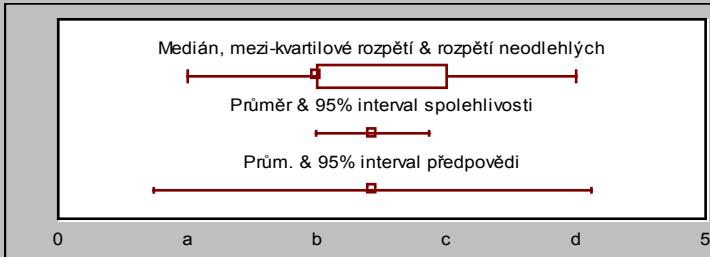 Medián, mezi-kvartilové rozpětí & rozpětí neodlehlých
Průměr & 95% interval spolehlivosti
Prům. & 95% interval předpovědi
0 a b c d 5